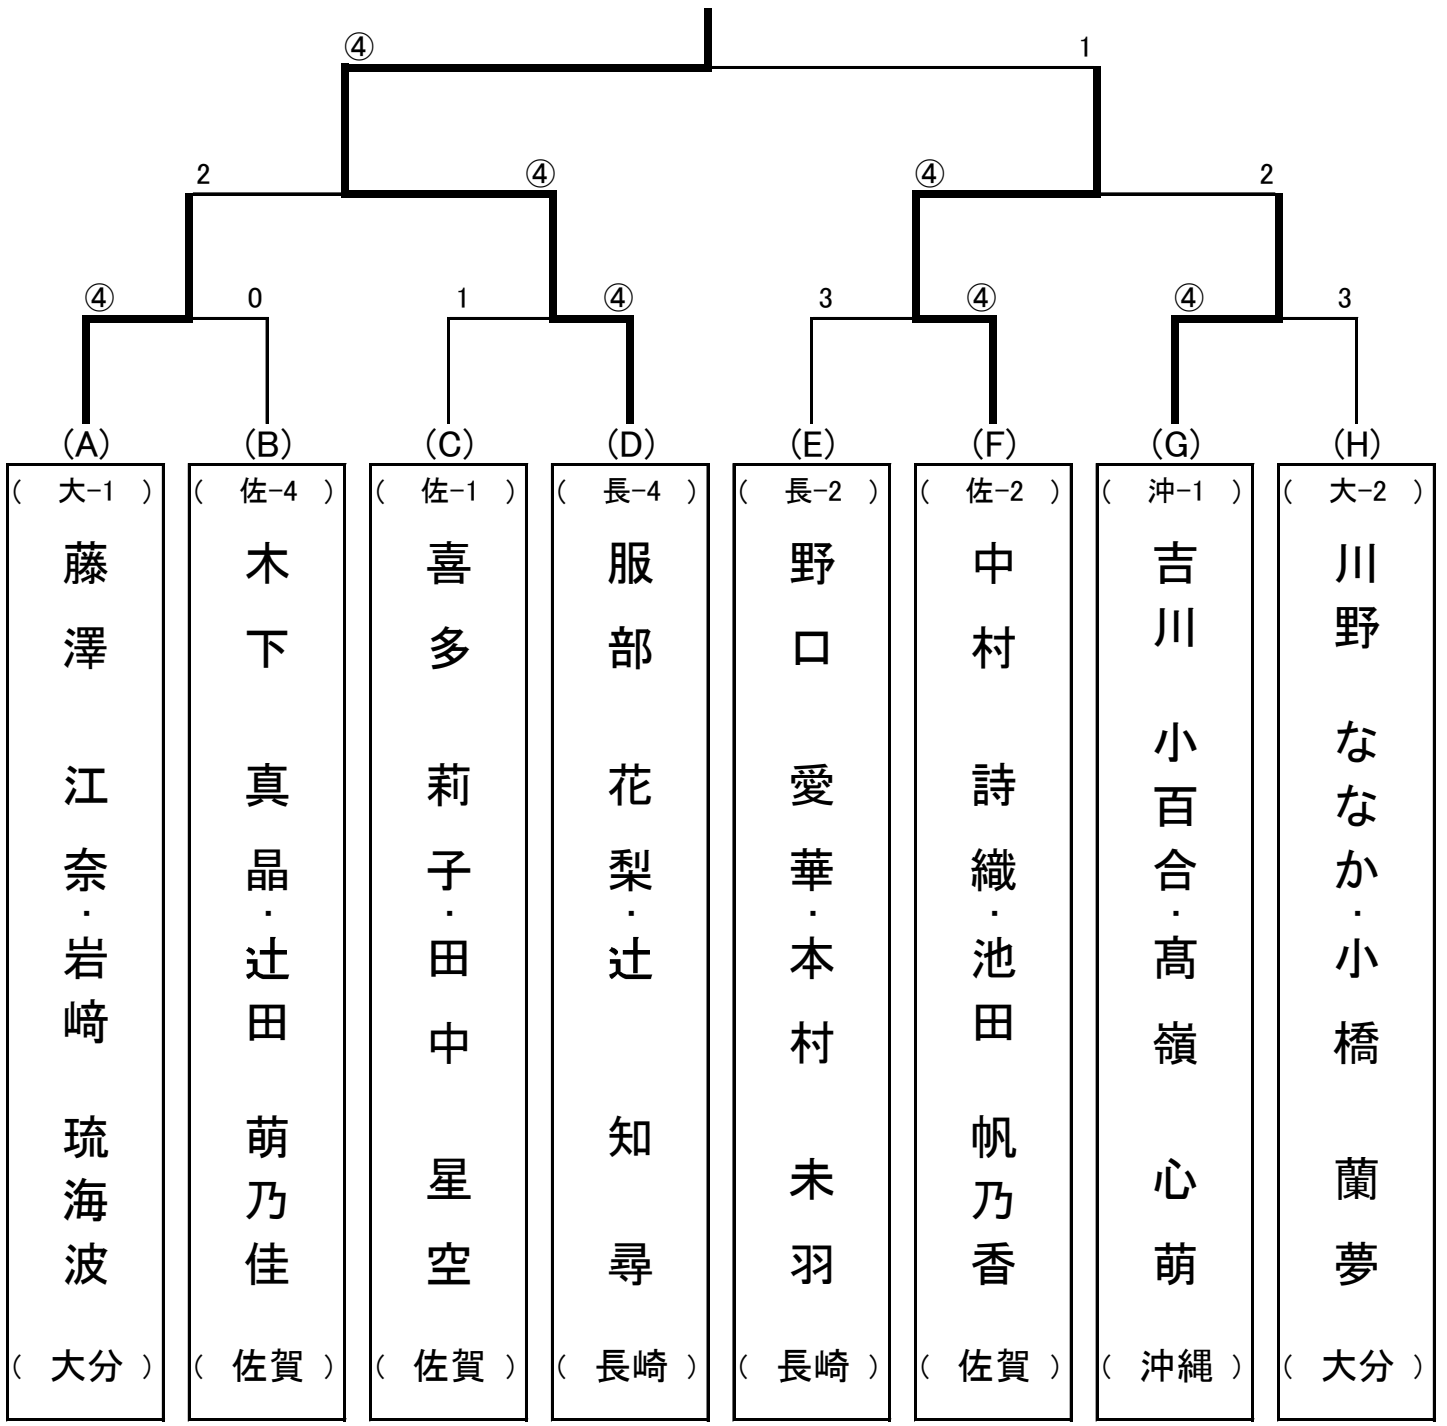 ④ 1
2 ④ ④ 2
④ 0 1 ④ 3 ④ ④ 3
(A) (B) (C) (D) (E) (F) (G) (H)
( 大-1 ) ( 佐-4 ) ( 佐-1 ) ( 長-4 ) ( 長-2 ) ( 佐-2 ) ( 沖-1 ) ( 大-2 )
藤澤 江奈・岩﨑 琉海波
木下 真晶・辻田 萌乃佳
喜多 莉子・田中 星空
服部 花梨・辻 知尋
野口 愛華・本村 未羽
中村 詩織・池田 帆乃香
吉川 小百合・髙嶺 心萌
川野 ななか・小橋 蘭夢
( 大分 ) ( 佐賀 ) ( 佐賀 ) ( 長崎 ) ( 長崎 ) ( 佐賀 ) ( 沖縄 ) ( 大分 )